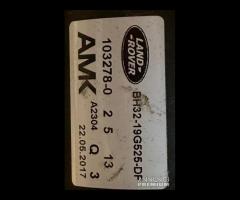 LAND
ROVER
BH32-19G525-DF
AMK
103278-0 2 5 13
A2304 Q 3
22.05.2017